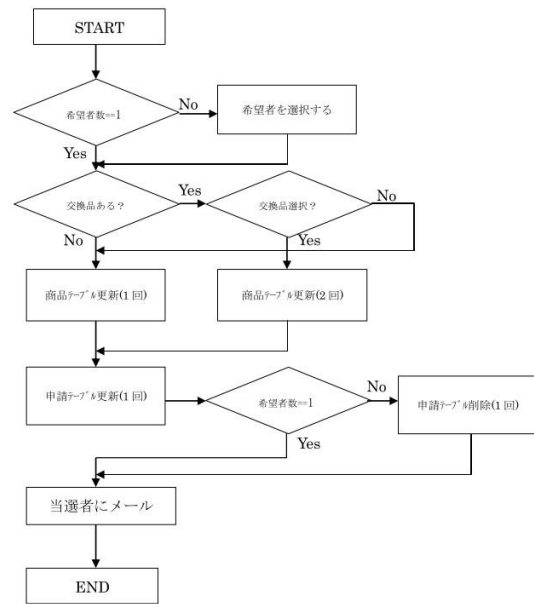 START
希望者数==1
No
希望者を選択する
Yes
交換品ある？
Yes
交換品選択？
No
No
Yes
商品ﾃｰﾌﾞﾙ更新(1回)
商品ﾃｰﾌﾞﾙ更新(2回)
申請ﾃｰﾌﾞﾙ更新(1回)
希望者数==1
No
申請ﾃｰﾌﾞﾙ削除(1回)
Yes
当選者にメール
END